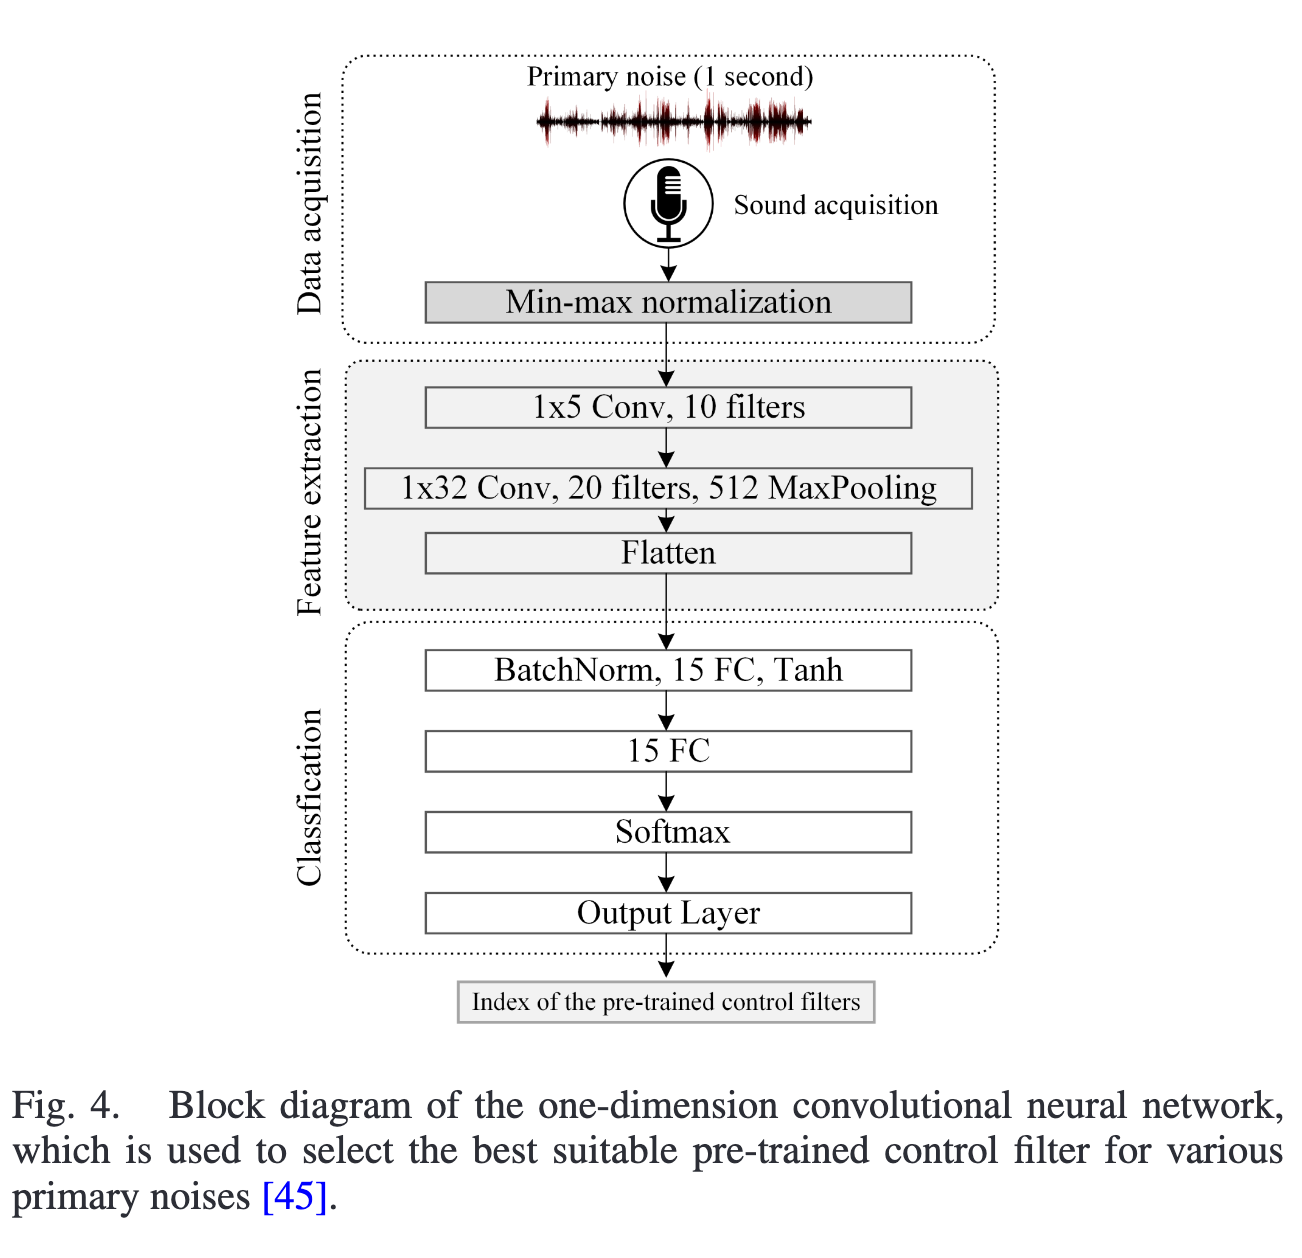 Primary noise (1 second)
Sound acquisition
Data acquisition
Min-max normalization
Feature extraction
1x5 Conv, 10 filters
1x32 Conv, 20 filters, 512 MaxPooling
Flatten
Classfication
BatchNorm, 15 FC, Tanh
15 FC
Softmax
Output Layer
Index of the pre-trained control filters
Fig. 4. Block diagram of the one-dimension convolutional neural network,
which is used to select the best suitable pre-trained control filter for various
primary noises [45].